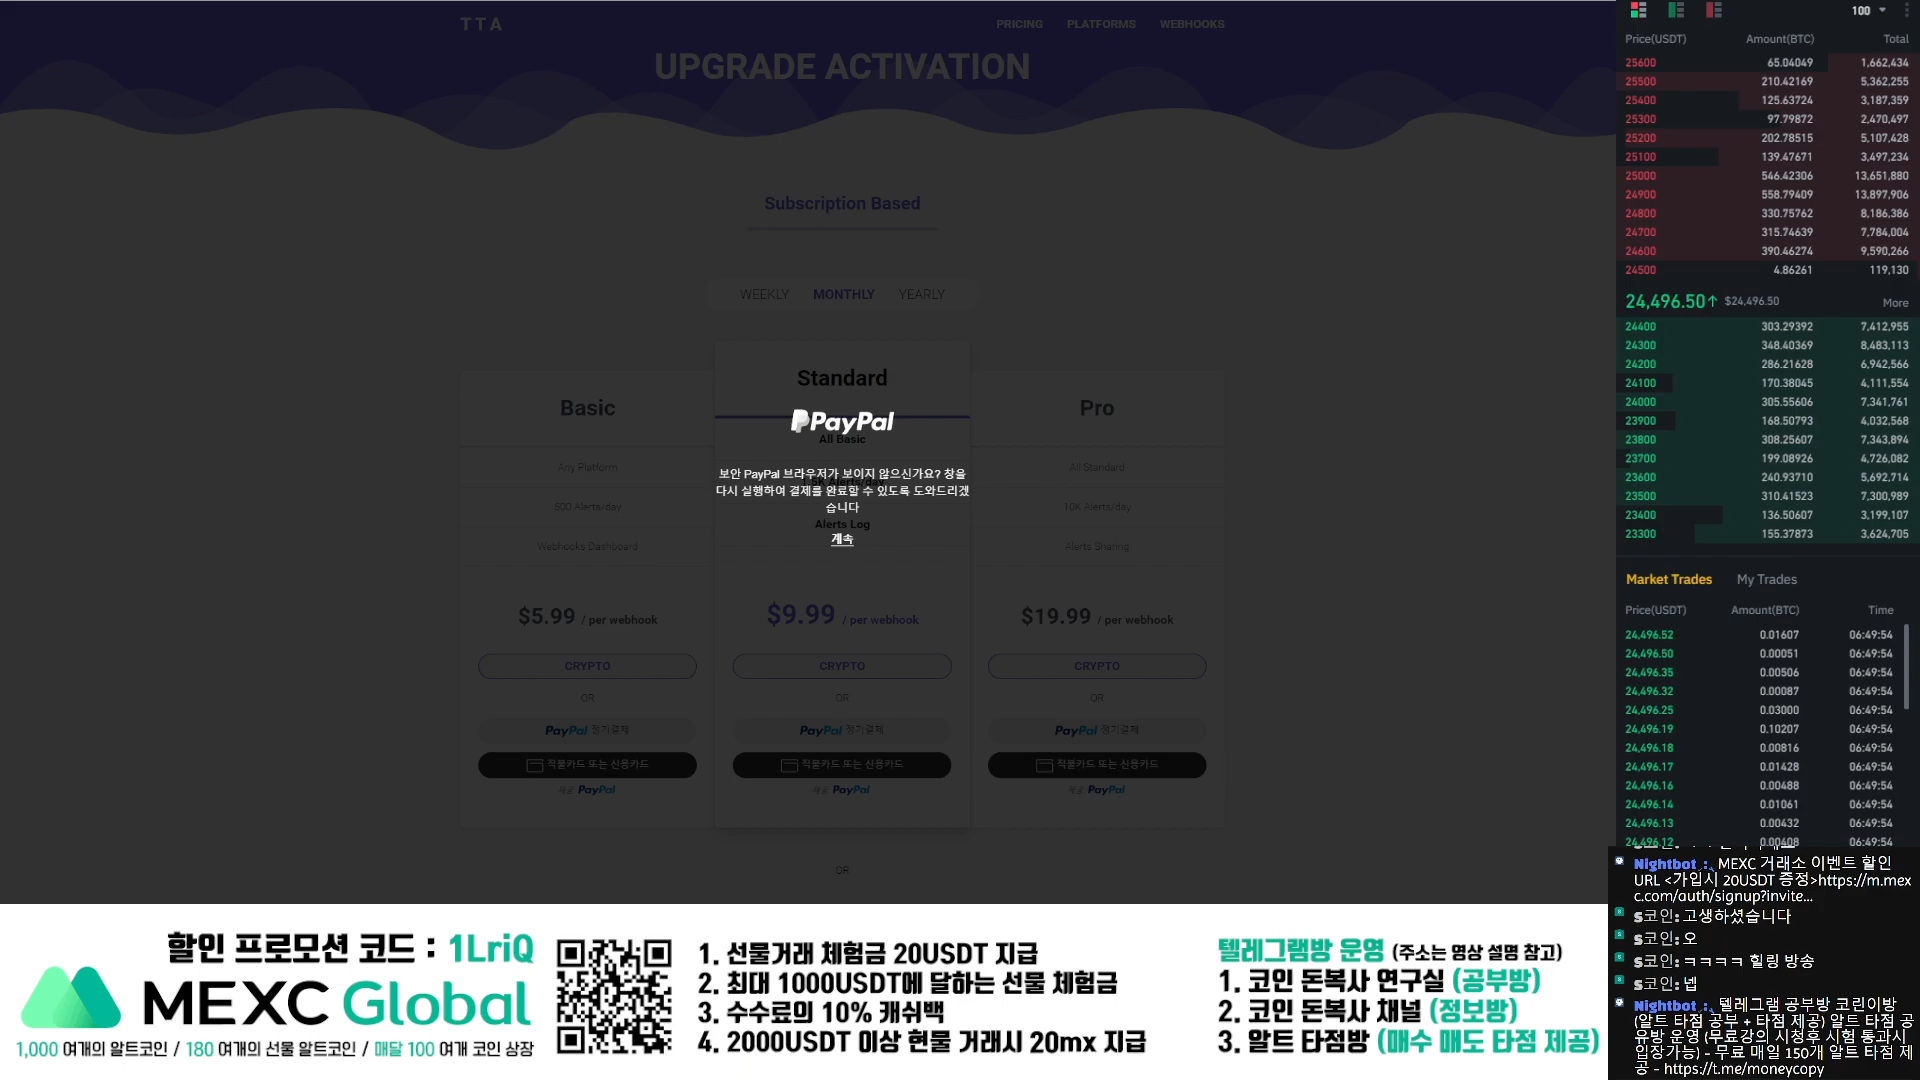 TTA
PRICING PLATFORMS WEBHOOKS
UPGRADE ACTIVATION
Subscription Based
WEEKLY MONTHLY YEARLY
Basic
Any Platform
600 Alerts/day
Webhooks Dashboard
$5.99 / per webhook
CRYPTO
OR
PayPal 정기결제
직불카드 또는 신용카드
제공: PayPal
Standard
PayPal
All Basic
보안 PayPal 브라우저가 보이지 않으신가요? 창을
1.5K Alerts/day
다시 실행하여 결제를 완료할 수 있도록 도와드리겠
습니다
Alerts Log
계속
$9.99 / per webhook
CRYPTO
OR
PayPal 정기결제
직불카드 또는 신용카드
제공: PayPal
Pro
All Standard
10K Alerts/day
Alerts Sharing
$19.99 / per webhook
CRYPTO
OR
PayPal 정기결제
직불카드 또는 신용카드
제공: PayPal
OR
100
Price(USDT) Amount(BTC) Total
25600 65.04049 1,662,434
25500 210.42169 5,362,255
25400 125.63724 3,187,359
25300 97.79872 2,470,497
25200 202.78515 5,107,428
25100 139.47671 3,497,234
25000 546.42306 13,651,880
24900 558.79409 13,897,906
24800 330.75762 8,186,386
24700 315.74639 7,784,004
24600 390.46274 9,590,266
24500 4.86261 119,130
24,496.50↑ $24,496.50 More
24400 303.29392 7,412,955
24300 348.40369 8,483,113
24200 286.21628 6,942,566
24100 170.38045 4,111,554
24000 305.55606 7,341,761
23900 168.50793 4,032,568
23800 308.25607 7,343,894
23700 199.08926 4,726,082
23600 240.93710 5,692,714
23500 310.41523 7,300,989
23400 136.50607 3,199,107
23300 155.37873 3,624,705
Market Trades My Trades
Price(USDT) Amount(BTC) Time
24,496.52 0.01607 06:49:54
24,496.50 0.00051 06:49:54
24,496.35 0.00506 06:49:54
24,496.32 0.00087 06:49:54
24,496.25 0.03000 06:49:54
24,496.19 0.10207 06:49:54
24,496.18 0.00816 06:49:54
24,496.17 0.01428 06:49:54
24,496.16 0.00488 06:49:54
24,496.14 0.01061 06:49:54
24,496.13 0.00432 06:49:54
24,496.12 0.00408 06:49:54
Nightbot : MEXC 거래소 이벤트 할인
URL <가입시 20USDT 증정>https://m.mex
c.com/auth/signup?invite...
s코인: 고생하셨습니다
s코인: 오
s코인: ㅋㅋㅋㅋ 힐링 방송
s코인: 넵
Nightbot : 텔레그램 공부방 코린이방
(알트 타점 공부 + 타점 제공) 알트 타점 공
유방 운영 (무료강의 시청후 시험 통과시
입장가능) - 무료 매일 150개 알트 타점 제
공 - https://t.me/moneycopy
할인 프로모션 코드 : 1LriQ
MEXC Global
1,000 여개의 알트코인 / 180 여개의 선물 알트코인 / 매달 100 여개 코인 상장
1. 선물거래 체험금 20USDT 지급
2. 최대 1000USDT에 달하는 선물 체험금
3. 수수료의 10% 캐쉬백
4. 2000USDT 이상 현물 거래시 20mx 지급
텔레그램방 운영 (주소는 영상 설명 참고)
1. 코인 돈복사 연구실 (공부방)
2. 코인 돈복사 채널 (정보방)
3. 알트 타점방 (매수 매도 타점 제공)